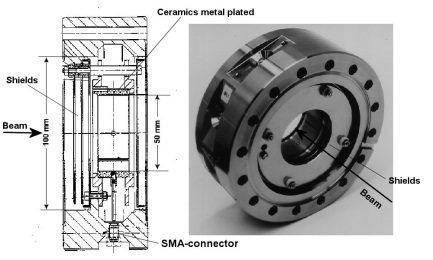 Ceramics metal plated
Shields
Beam
100 mm
50 mm
Shields
Beam
SMA-connector